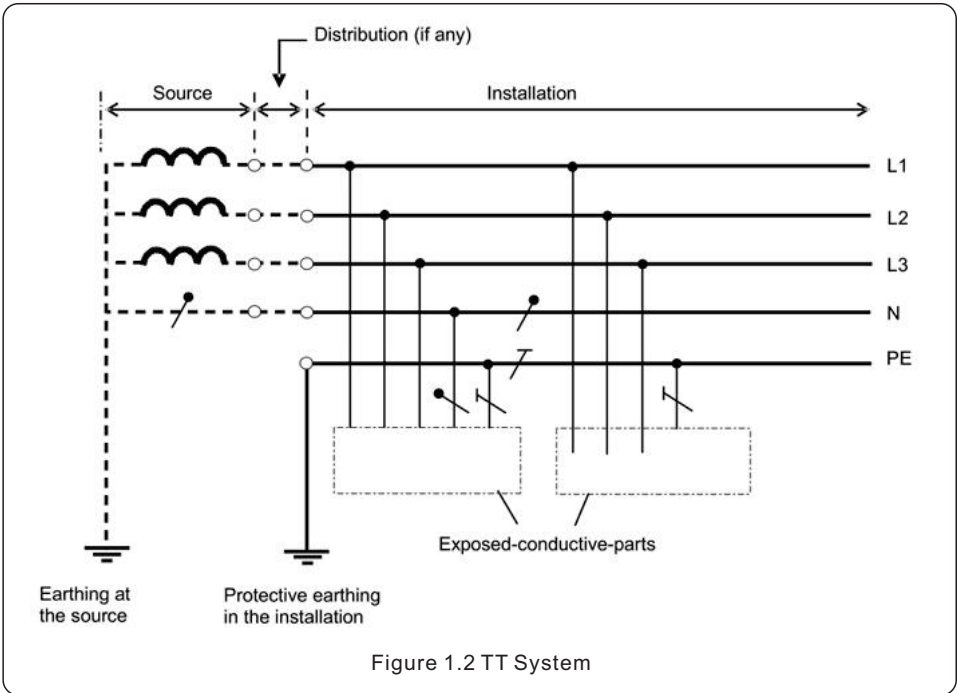 Distribution (if any)
Source
Installation
L1
L2
L3
N
PE
Exposed-conductive-parts
Earthing at
the source
Protective earthing
in the installation
Figure 1.2 TT System